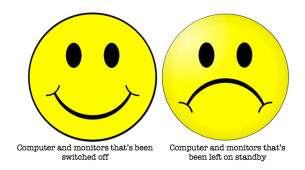 Computer and monitors that's been
switched off
Computer and monitors that's
been left on standby